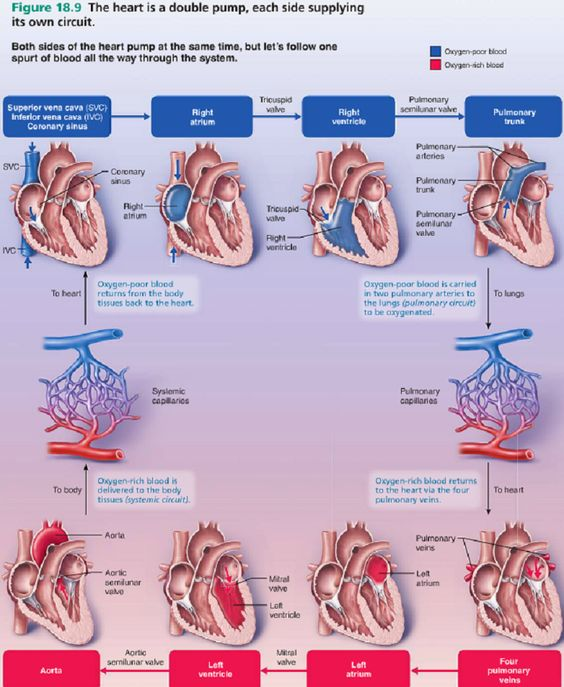 Figure 18.9 The heart is a double pump, each side supplying
its own circuit.
Both sides of the heart pump at the same time, but let's follow one
spurt of blood all the way through the system.
Oxygen-poor blood
Oxygen-rich blood
Superior vena cava (SVC)
Inferior vena cava (IVC)
Coronary sinus
Right
atrium
Tricuspid
valve
Right
ventricle
Pulmonary
semilunar valve
Pulmonary
trunk
SVC
Coronary
sinus
IVC
Right
atrium
Tricuspid
valve
Right
ventricle
Pulmonary
arteries
Pulmonary
trunk
Pulmonary
semilunar
valve
To heart
Oxygen-poor blood
returns from the body
tissues back to the heart.
Oxygen-poor blood is carried
in two pulmonary arteries to
the lungs (pulmonary circuit)
to be oxygenated.
To lungs
Systemic
capillaries
Pulmonary
capillaries
To body
Oxygen-rich blood is
delivered to the body
tissues (systemic circuit).
Oxygen-rich blood returns
to the heart via the four
pulmonary veins.
To heart
Aorta
Aortic
semilunar
valve
Mitral
valve
Left
ventricle
Left
atrium
Pulmonary
veins
Aorta
Aortic
semilunar valve
Left
ventricle
Mitral
valve
Left
atrium
Four
pulmonary
veins